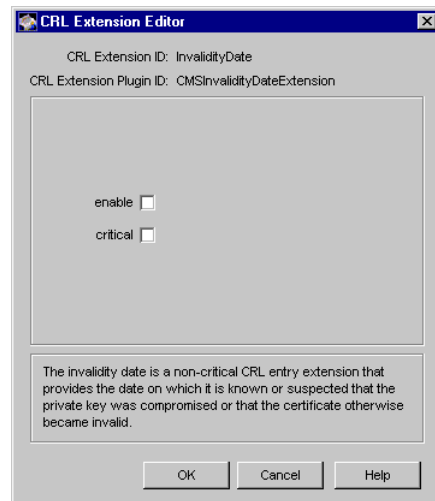 CRL Extension Editor
CRL Extension ID: InvalidityDate
CRL Extension Plugin ID: CMSInvalidityDateExtension
enable
critical
The invalidity date is a non-critical CRL entry extension that
provides the date on which it is known or suspected that the
private key was compromised or that the certificate otherwise
became invalid.
OK Cancel Help